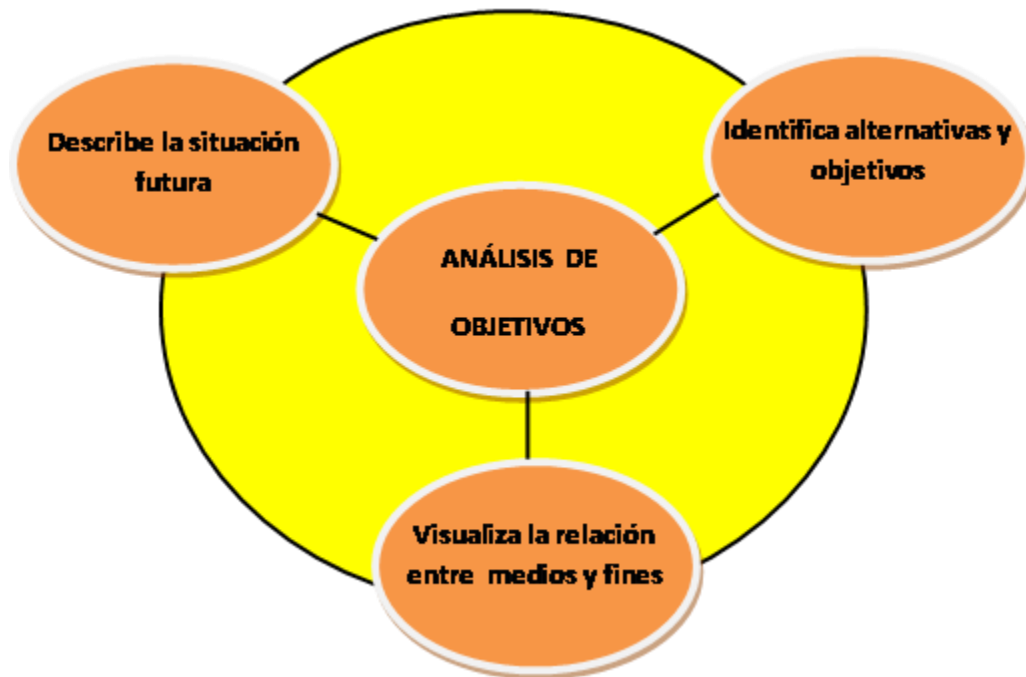 Describe la situación
futura
Identifica alternativas y
objetivos
ANÁLISIS DE
OBJETIVOS
Visualiza la relación
entre medios y fines